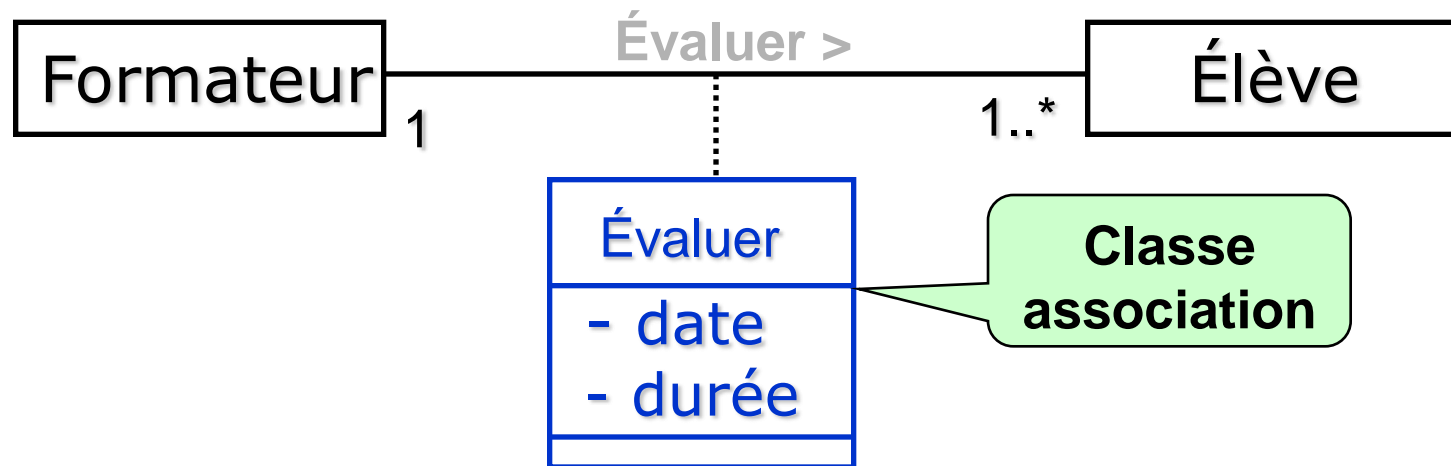 Évaluer >
Formateur
Élève
1
1..*
Évaluer
- date
- durée
Classe
association